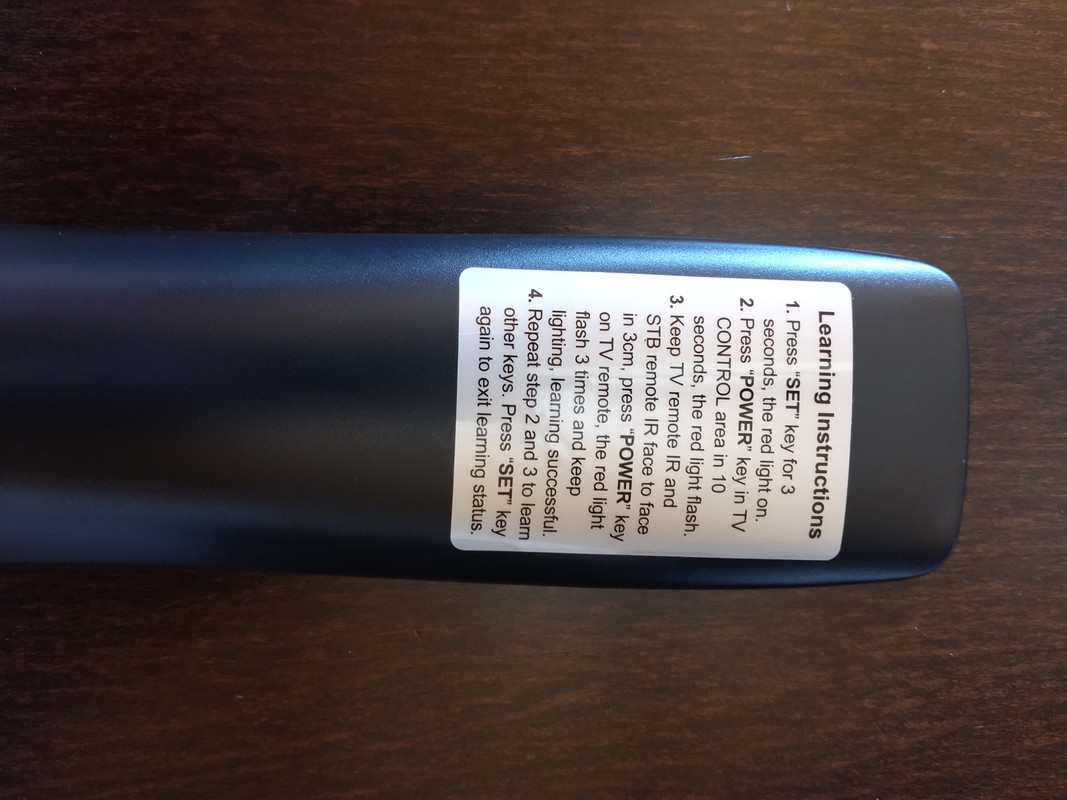 Learning Instructions
1. Press “SET” key for 3
seconds, the red light on.
2. Press “POWER” key in TV
CONTROL area in 10
seconds, the red light flash.
3. Keep TV remote IR and
STB remote IR face to face
in 3cm, press “POWER” key
on TV remote, the red light
flash 3 times and keep
lighting, learning successful.
4. Repeat step 2 and 3 to learn
other keys. Press “SET” key
again to exit learning status.